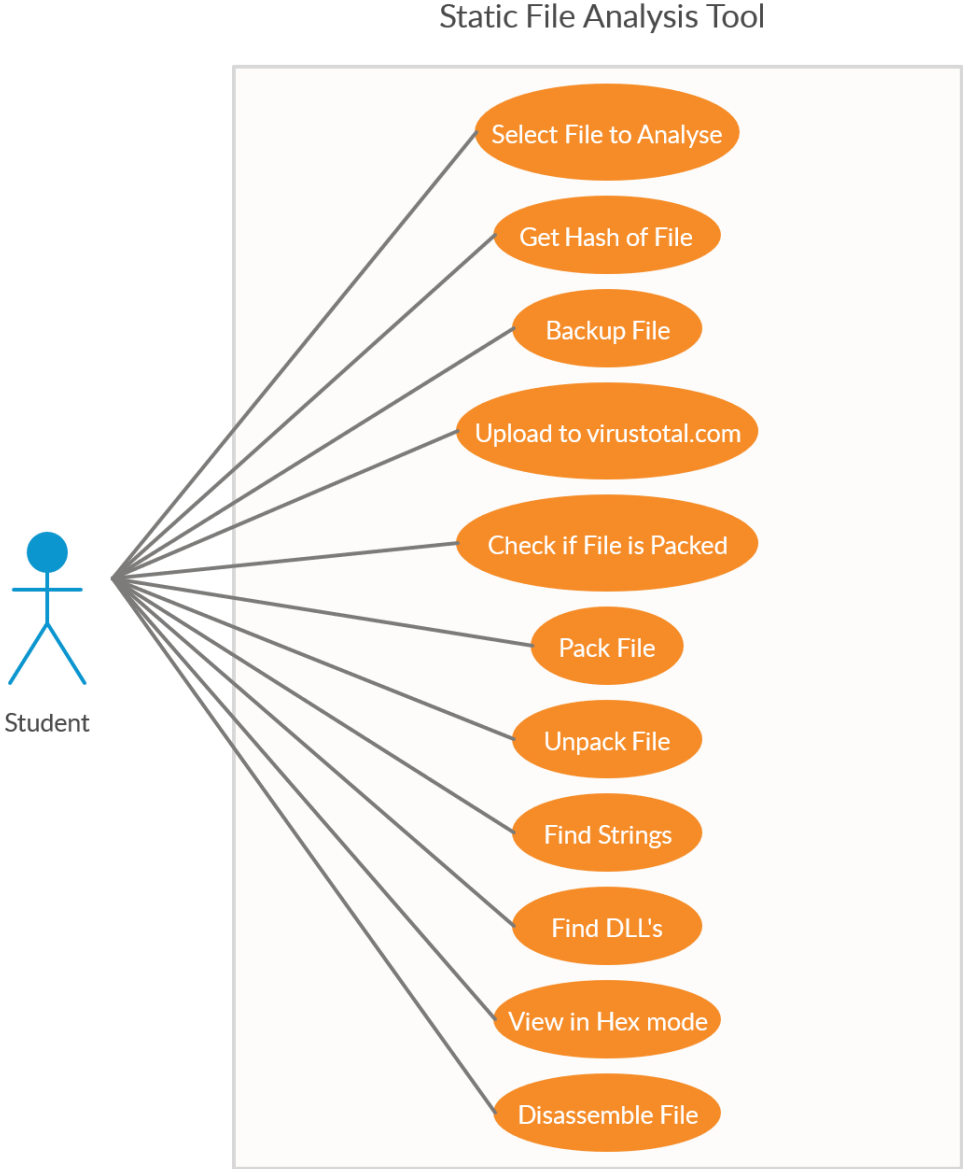 Static File Analysis Tool
Select File to Analyse
Get Hash of File
Backup File
Upload to virustotal.com
Check if File is Packed
Pack File
Student
Unpack File
Find Strings
Find DLL's
View in Hex mode
Disassemble File